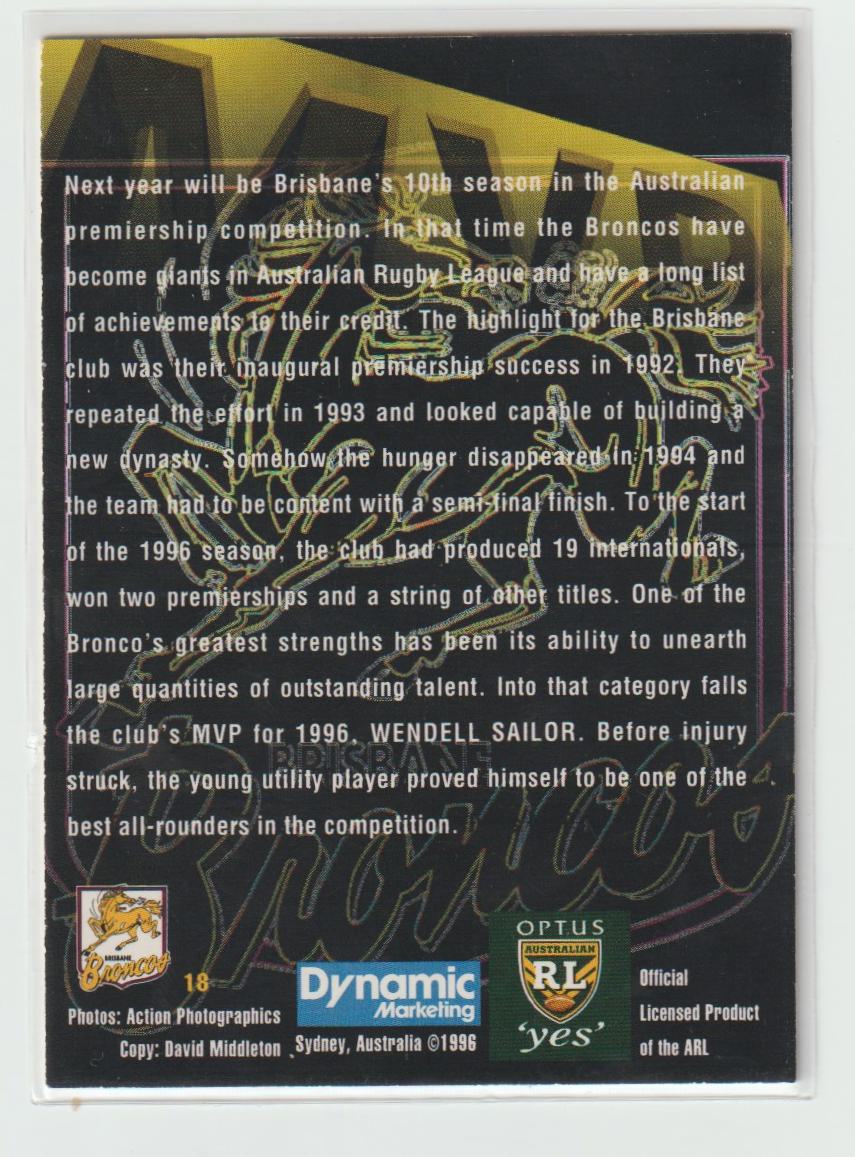 MVP
Next year will be Brisbane's 10th season in the Australian
premiership competition. In that time the Broncos have
become giants in Australian Rugby League and have a long list
of achievements to their credit. The highlight for the Brisbane
club was their inaugural premiership success in 1992. They
repeated the effort in 1993 and looked capable of building a
new dynasty. Somehow the hunger disappeared in 1994 and
the team had to be content with a semi-final finish. To the start
of the 1996 season, the club had produced 19 internationals,
won two premierships and a string of other titles. One of the
Bronco's greatest strengths has been its ability to unearth
large quantities of outstanding talent. Into that category falls
the club's MVP for 1996, WENDELL SAILOR. Before injury
struck, the young utility player proved himself to be one of the
best all-rounders in the competition.
BRISBANE
Broncos
BRISBANE
Broncos
18
Photos: Action Photographics
Copy: David Middleton
Dynamic
Marketing
Sydney, Australia ©1996
OPTUS
AUSTRALIAN
RL
'yes'
Official
Licensed Product
of the ARL